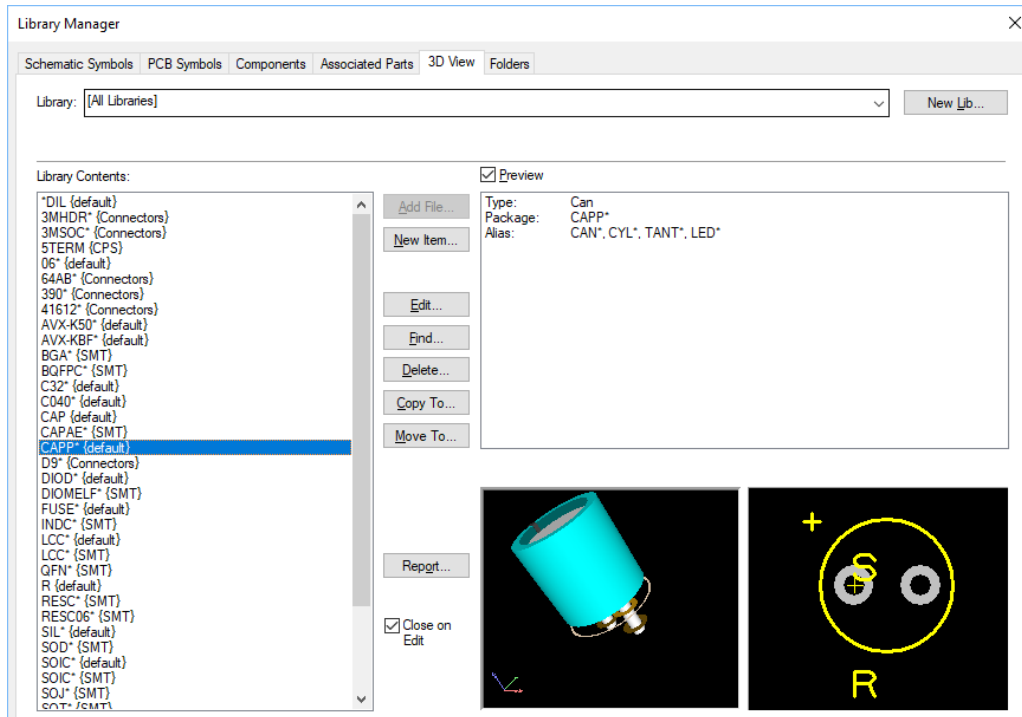 Library Manager
Schematic Symbols PCB Symbols Components Associated Parts 3D View Folders
Library: [All Libraries] New Lib...
Library Contents:
*DIL {default}
3MHDR* {Connectors}
3MSOC* {Connectors}
5TERM {CPS}
06* {default}
64AB* {Connectors}
390* {Connectors}
41612* {Connectors}
AVX-K50* {default}
AVX-KBF* {default}
BGA* {SMT}
BQFPC* {SMT}
C32* {default}
C040* {default}
CAP {default}
CAPAE* {SMT}
CAPP* {default}
D9* {Connectors}
DIOD* {default}
DIOMELF* {SMT}
FUSE* {default}
INDC* {SMT}
LCC* {default}
LCC* {SMT}
QFN* {SMT}
R {default}
RESC* {SMT}
RESC06* {SMT}
SIL* {default}
SOD* {SMT}
SOIC* {default}
SOIC* {SMT}
SOJ* {SMT}
SOT* {SMT}
Add File...
New Item...
Edit...
Find...
Delete...
Copy To...
Move To...
Report...
Close on
Edit
Preview
Type: Can
Package: CAPP*
Alias: CAN*, CYL*, TANT*, LED*
+
S
R